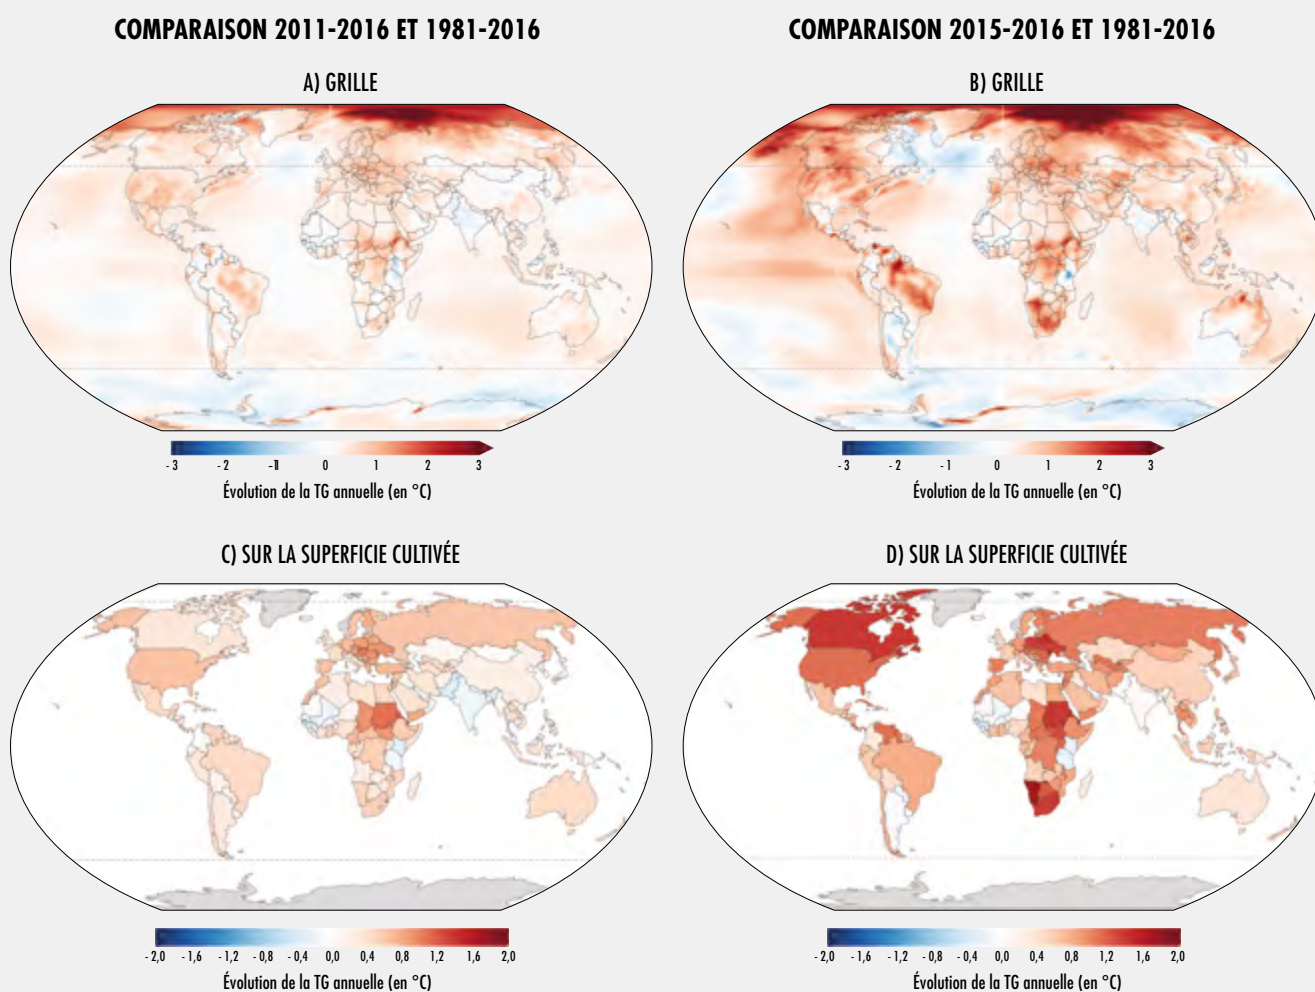 COMPARAISON 2011-2016 ET 1981-2016
COMPARAISON 2015-2016 ET 1981-2016
A) GRILLE
B) GRILLE
- 3 - 2 -1l 0 1 2 3
Évolution de la TG annuelle (en °C)
- 3 - 2 - 1 0 1 2 3
Évolution de la TG annuelle (en °C)
C) SUR LA SUPERFICIE CULTIVÉE
D) SUR LA SUPERFICIE CULTIVÉE
- 2,0 - 1,6 - 1,2 - 0,8 - 0,4 0,0 0,4 0,8 1,2 1,6 2,0
Évolution de la TG annuelle (en °C)
- 2,0 - 1,6 - 1,2 - 0,8 - 0,4 0,0 0,4 0,8 1,2 1,6 2,0
Évolution de la TG annuelle (en °C)